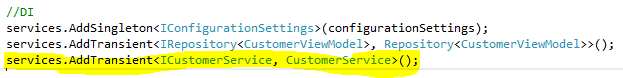 //DI
services.AddSingleton<IConfigurationSettings>(configurationSettings);
services.AddTransient<IRepository<CustomerViewModel>, Repository<CustomerViewModel>>();
services.AddTransient<ICustomerService, CustomerService>();